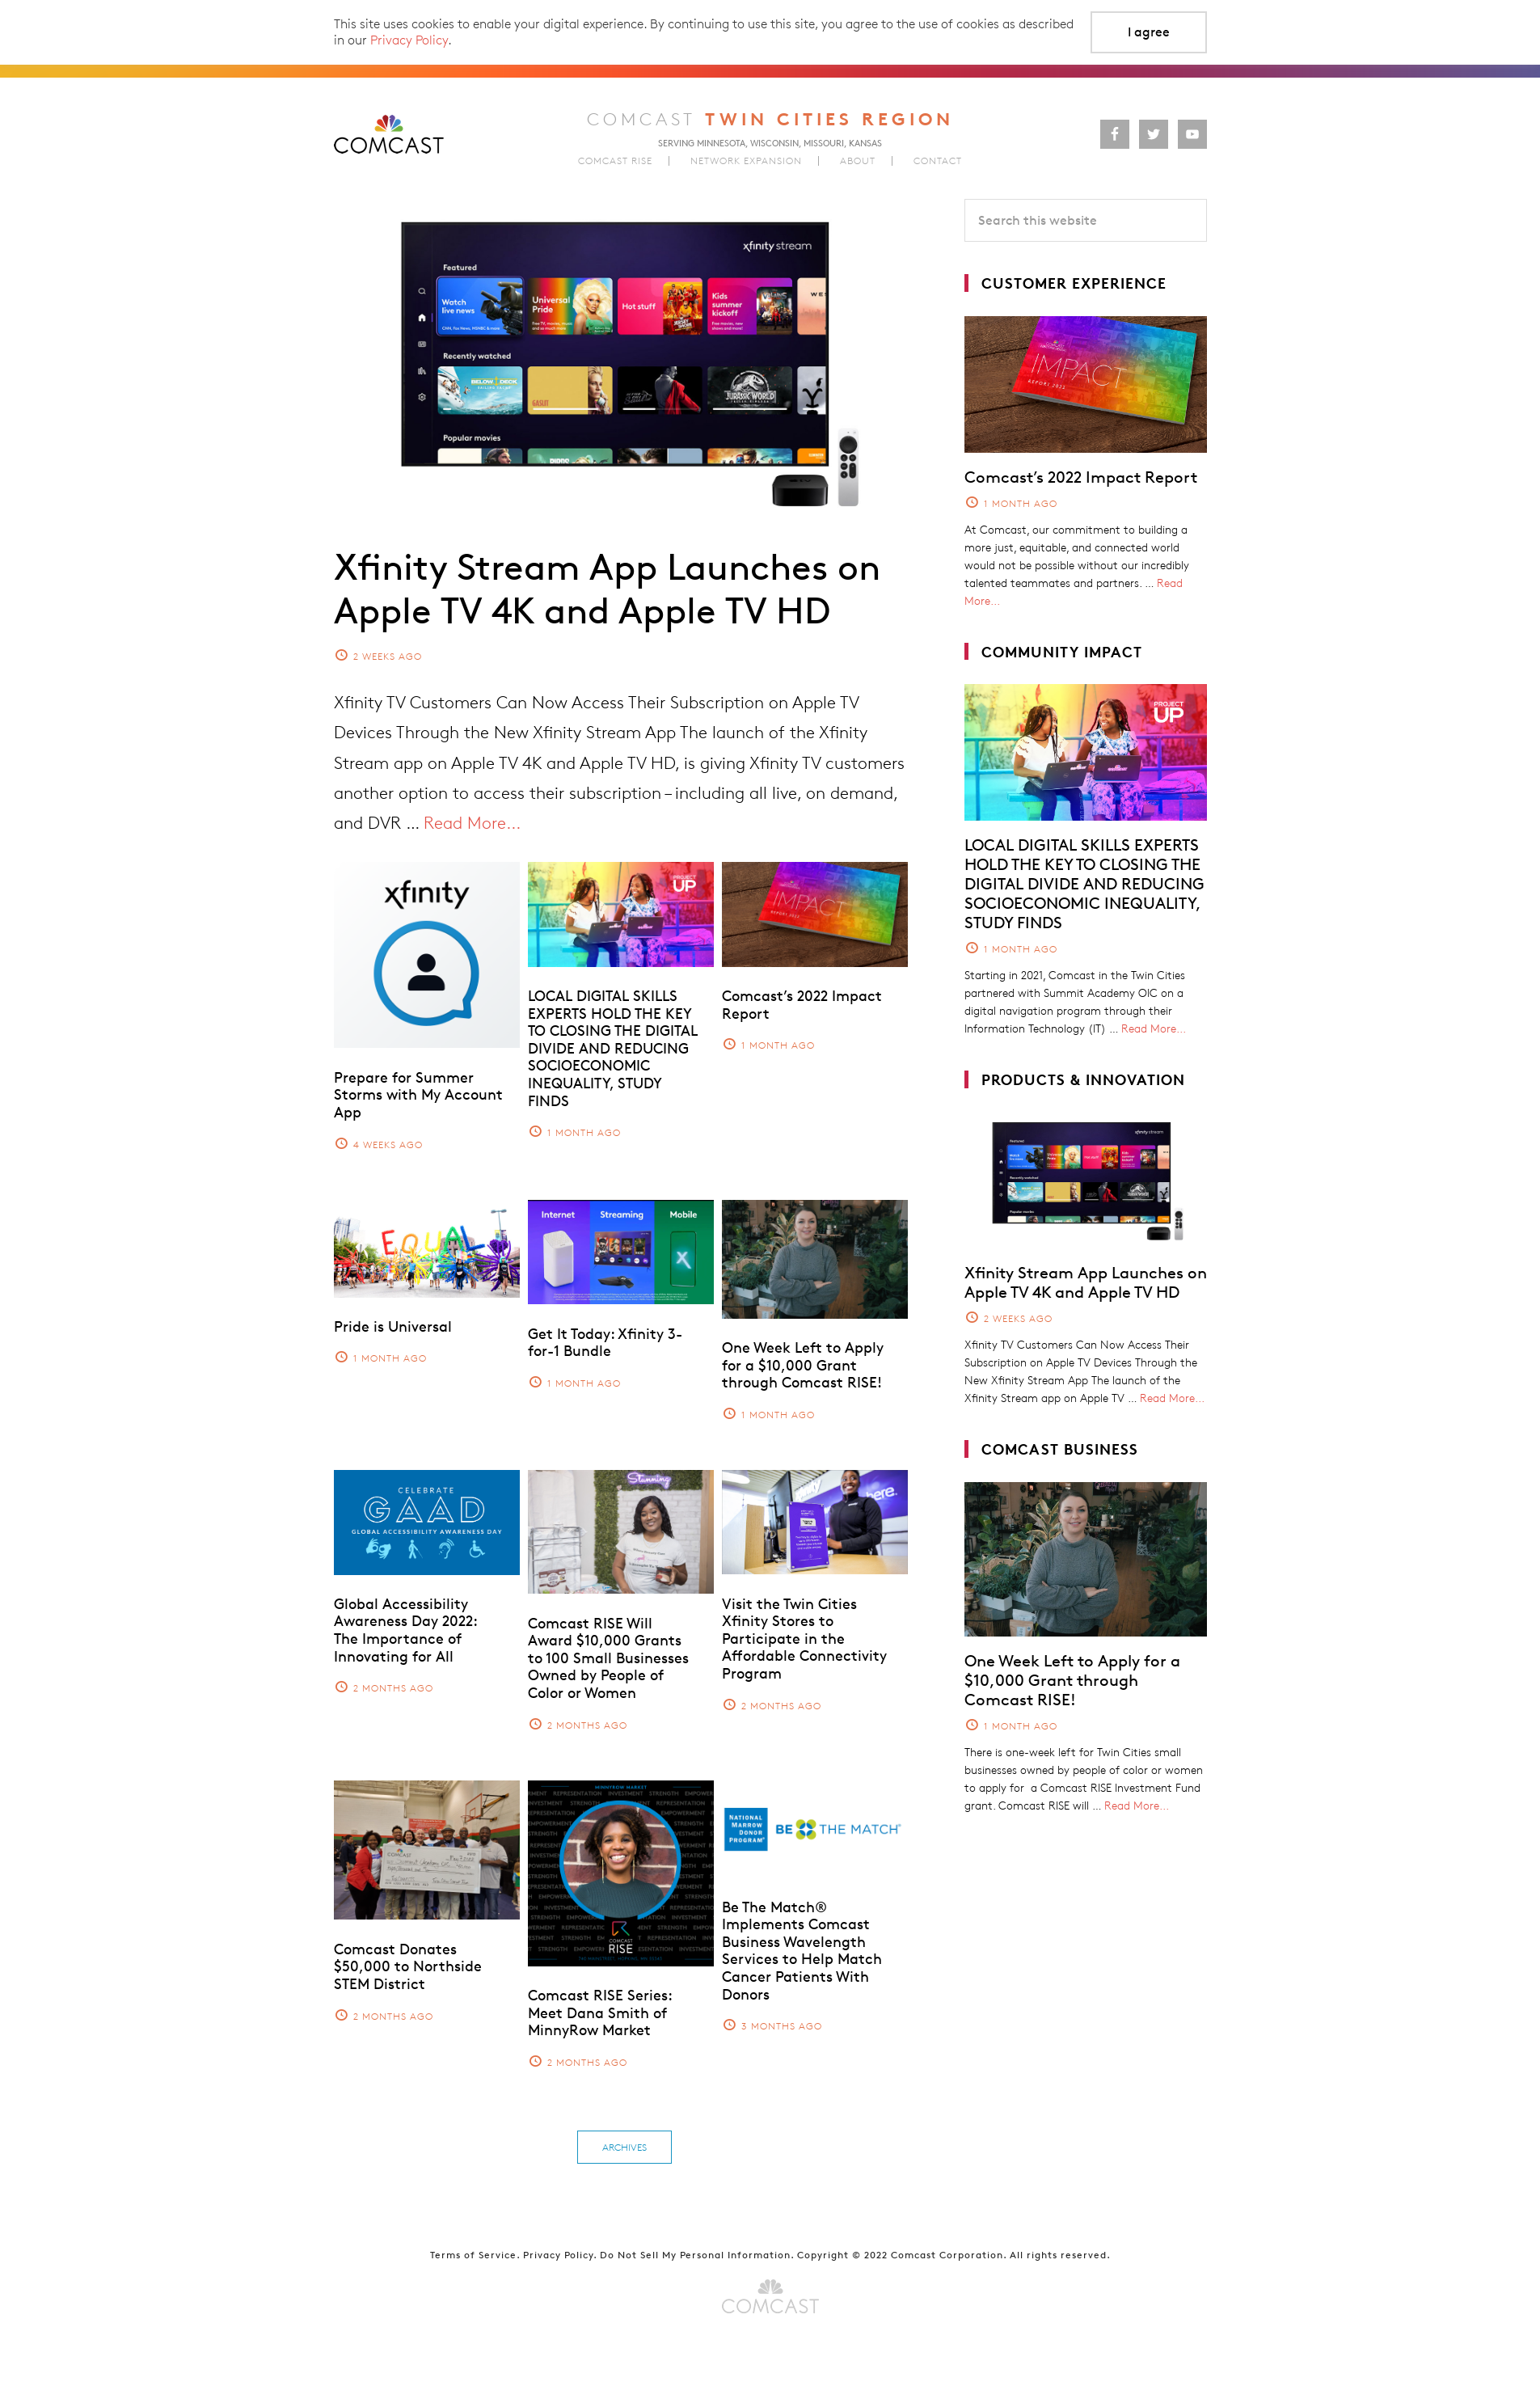 This site uses cookies to enable your digital experience. By continuing to use this site, you agree to the use of cookies as described
in our Privacy Policy.
I agree
COMCAST
COMCAST TWIN CITIES REGION
SERVING MINNESOTA, WISCONSIN, MISSOURI, KANSAS
COMCAST RISE | NETWORK EXPANSION | ABOUT | CONTACT
xfinity stream
Featured
Watch live news
Universal Pride
Hot stuff
Kids summer kickoff
Recently watched
BELOW DECK
GASLIT
JURASSIC WORLD
Popular movies
Xfinity Stream App Launches on
Apple TV 4K and Apple TV HD
2 WEEKS AGO
Xfinity TV Customers Can Now Access Their Subscription on Apple TV
Devices Through the New Xfinity Stream App The launch of the Xfinity
Stream app on Apple TV 4K and Apple TV HD, is giving Xfinity TV customers
another option to access their subscription – including all live, on demand,
and DVR ... Read More...
xfinity
Prepare for Summer
Storms with My Account
App
4 WEEKS AGO
PROJECT
UP
LOCAL DIGITAL SKILLS
EXPERTS HOLD THE KEY
TO CLOSING THE DIGITAL
DIVIDE AND REDUCING
SOCIOECONOMIC
INEQUALITY, STUDY
FINDS
1 MONTH AGO
IMPACT
REPORT 2022
Comcast’s 2022 Impact
Report
1 MONTH AGO
EQUAL
Pride is Universal
1 MONTH AGO
Internet Streaming Mobile
Get It Today: Xfinity 3-
for-1 Bundle
1 MONTH AGO
One Week Left to Apply
for a $10,000 Grant
through Comcast RISE!
1 MONTH AGO
CELEBRATE
GAAD
GLOBAL ACCESSIBILITY AWARENESS DAY
Global Accessibility
Awareness Day 2022:
The Importance of
Innovating for All
2 MONTHS AGO
Stunning
Comcast RISE Will
Award $10,000 Grants
to 100 Small Businesses
Owned by People of
Color or Women
2 MONTHS AGO
here.
Visit the Twin Cities
Xfinity Stores to
Participate in the
Affordable Connectivity
Program
2 MONTHS AGO
COMCAST
Comcast Donates
$50,000 to Northside
STEM District
2 MONTHS AGO
MINNYROW MARKET
INVESTMENT STRENGTH EMPOWERMENT REPRESENTATION
COMCAST
RISE
Comcast RISE Series:
Meet Dana Smith of
MinnyRow Market
2 MONTHS AGO
NATIONAL
MARROW
DONOR
PROGRAM®
BE THE MATCH®
Be The Match®
Implements Comcast
Business Wavelength
Services to Help Match
Cancer Patients With
Donors
3 MONTHS AGO
ARCHIVES
Search this website
CUSTOMER EXPERIENCE
IMPACT
REPORT 2022
Comcast’s 2022 Impact Report
1 MONTH AGO
At Comcast, our commitment to building a
more just, equitable, and connected world
would not be possible without our incredibly
talented teammates and partners. ... Read
More...
COMMUNITY IMPACT
PROJECT
UP
LOCAL DIGITAL SKILLS EXPERTS
HOLD THE KEY TO CLOSING THE
DIGITAL DIVIDE AND REDUCING
SOCIOECONOMIC INEQUALITY,
STUDY FINDS
1 MONTH AGO
Starting in 2021, Comcast in the Twin Cities
partnered with Summit Academy OIC on a
digital navigation program through their
Information Technology (IT) ... Read More...
PRODUCTS & INNOVATION
xfinity stream
Xfinity Stream App Launches on
Apple TV 4K and Apple TV HD
2 WEEKS AGO
Xfinity TV Customers Can Now Access Their
Subscription on Apple TV Devices Through the
New Xfinity Stream App The launch of the
Xfinity Stream app on Apple TV ... Read More...
COMCAST BUSINESS
One Week Left to Apply for a
$10,000 Grant through
Comcast RISE!
1 MONTH AGO
There is one-week left for Twin Cities small
businesses owned by people of color or women
to apply for a Comcast RISE Investment Fund
grant. Comcast RISE will ... Read More...
Terms of Service. Privacy Policy. Do Not Sell My Personal Information. Copyright © 2022 Comcast Corporation. All rights reserved.
COMCAST